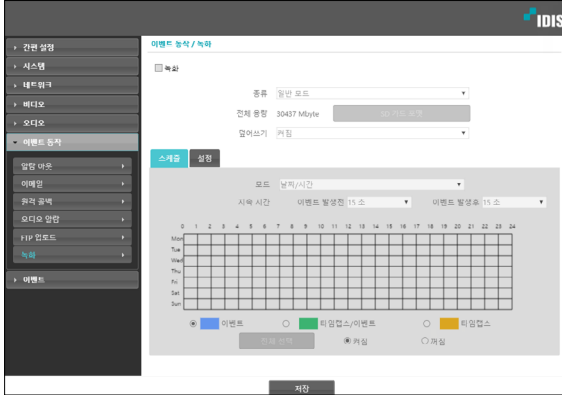 IDIS
간편 설정
시스템
네트워크
비디오
오디오
이벤트 동작
알람 아웃
이메일
원격 콜백
오디오 알람
FTP 업로드
녹화
이벤트
이벤트 동작 / 녹화
녹화
종류 일반 모드
전체 용량 30437 Mbyte SD 카드 포맷
덮어쓰기 켜짐
스케줄 설정
모드 날짜/시간
지속 시간 이벤트 발생전 15 초 이벤트 발생후 15 초
0 1 2 3 4 5 6 7 8 9 10 11 12 13 14 15 16 17 18 19 20 21 22 23 24
Mon
Tue
Wed
Thu
Fri
Sat
Sun
이벤트 타임랩스/이벤트 타임랩스
전체 선택 켜짐 꺼짐
저장